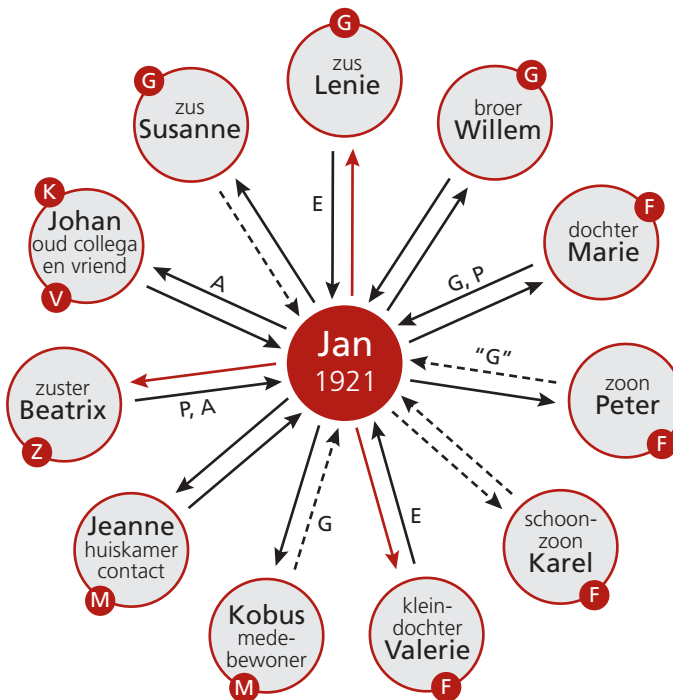 G
zus
Lenie
G
broer
Willem
G
zus
Susanne
F
dochter
Marie
K
Johan
oud collega
en vriend
V
E
A
G, P
Jan
1921
"G"
zoon
Peter
F
zuster
Beatrix
Z
P, A
schoon-
zoon
Karel
F
Jeanne
huiskamer
contact
M
G
E
Kobus
mede-
bewoner
M
klein-
dochter
Valerie
F